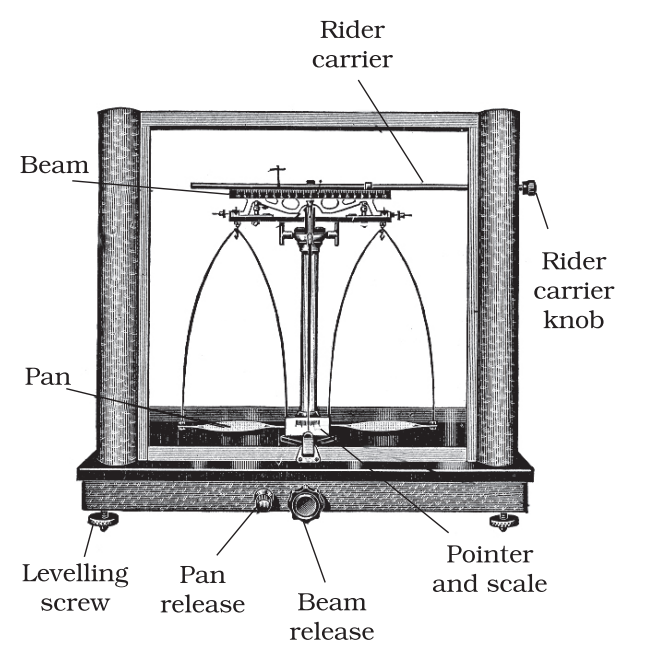 Rider
carrier
Beam
Rider
carrier
knob
Pan
Levelling
screw
Pan
release
Beam
release
Pointer
and scale